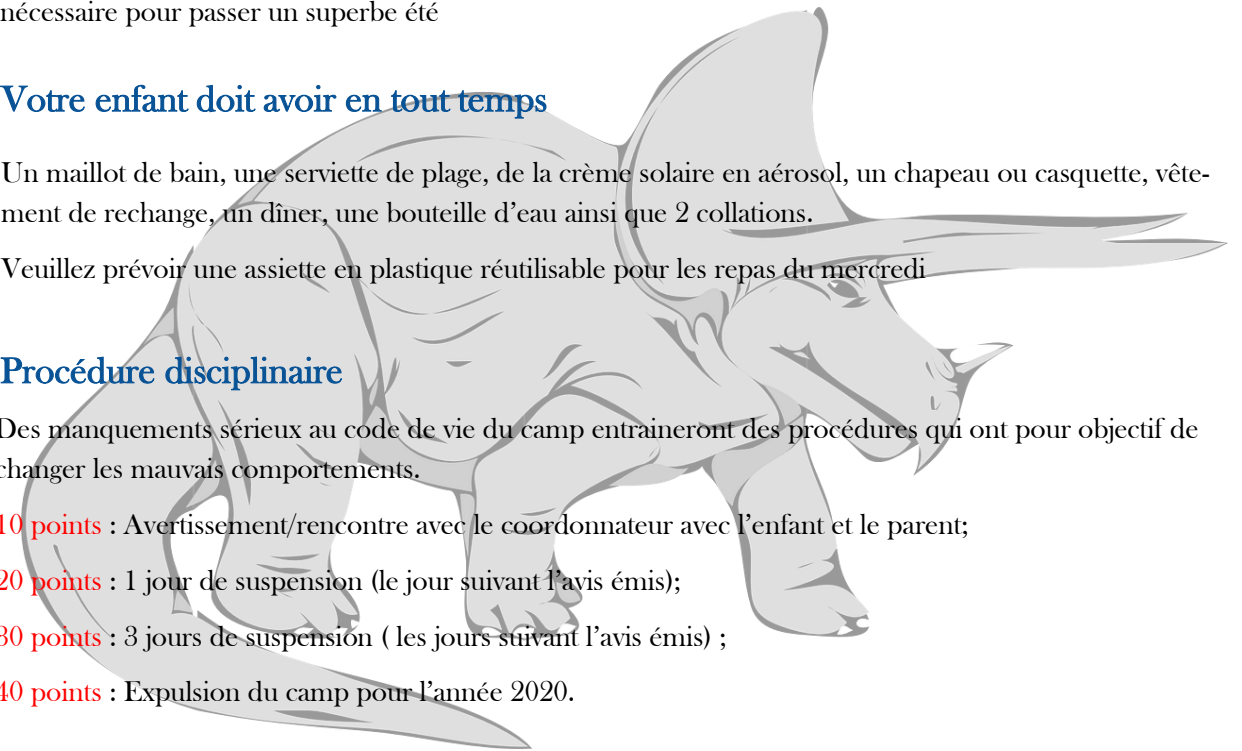 nécessaire pour passer un superbe été
Votre enfant doit avoir en tout temps
Un maillot de bain, une serviette de plage, de la crème solaire en aérosol, un chapeau ou casquette, vête-
ment de rechange, un dîner, une bouteille d’eau ainsi que 2 collations.
Veuillez prévoir une assiette en plastique réutilisable pour les repas du mercredi
Procédure disciplinaire
Des manquements sérieux au code de vie du camp entraineront des procédures qui ont pour objectif de
changer les mauvais comportements.
10 points : Avertissement/rencontre avec le coordonnateur avec l’enfant et le parent;
20 points : 1 jour de suspension (le jour suivant l’avis émis);
30 points : 3 jours de suspension ( les jours suivant l’avis émis) ;
40 points : Expulsion du camp pour l’année 2020.